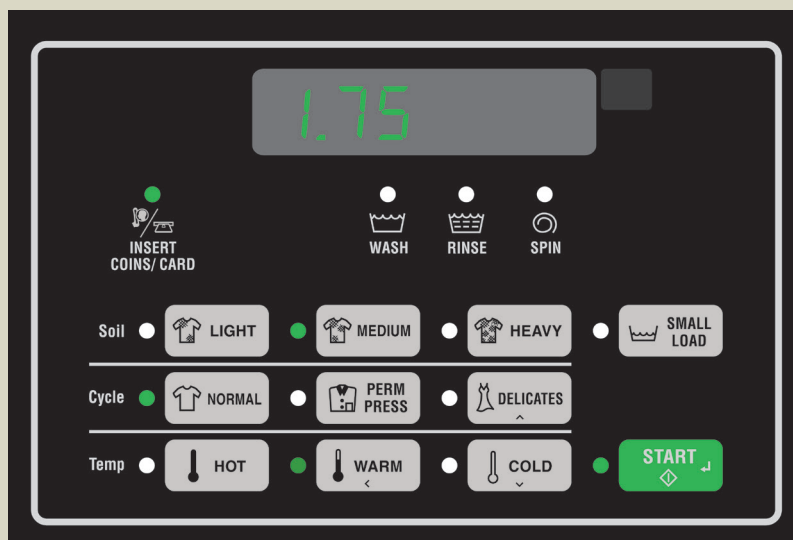 1.75
INSERT
COINS/ CARD
WASH
RINSE
SPIN
Soil
LIGHT
MEDIUM
HEAVY
SMALL
LOAD
Cycle
NORMAL
PERM
PRESS
DELICATES
Temp
HOT
WARM
COLD
START